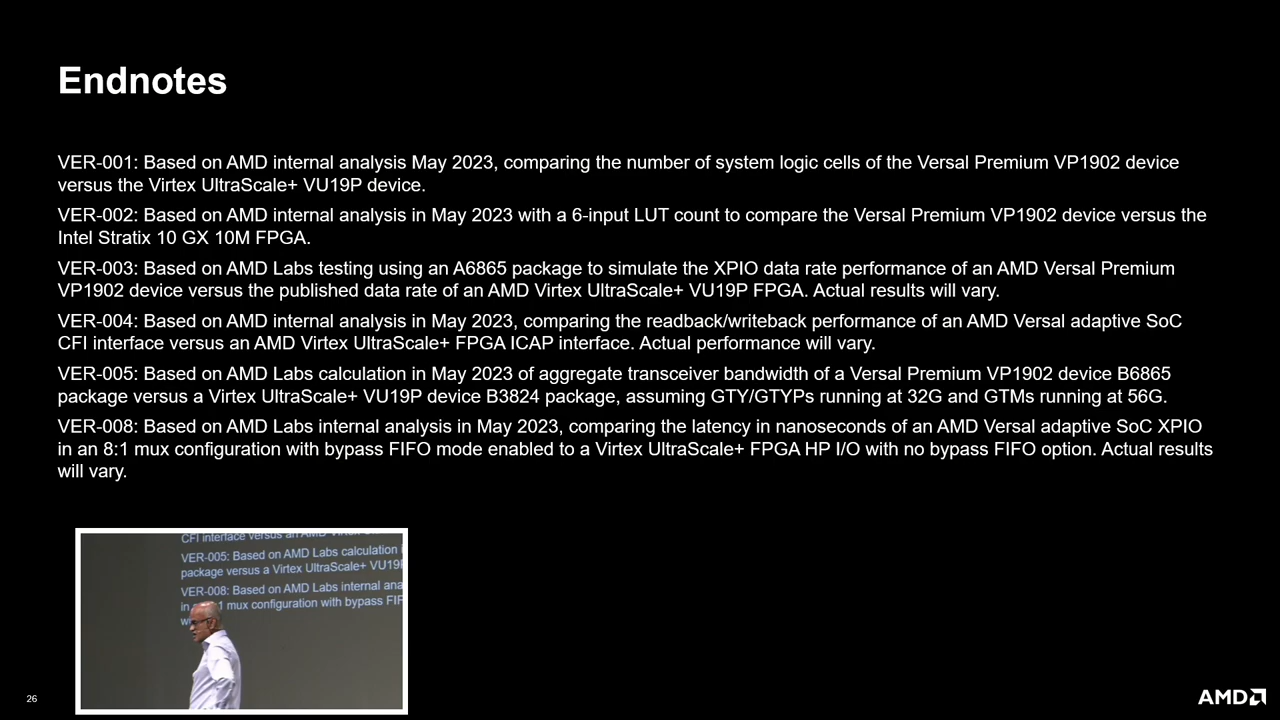 Endnotes
VER-001: Based on AMD internal analysis May 2023, comparing the number of system logic cells of the Versal Premium VP1902 device
versus the Virtex UltraScale+ VU19P device.
VER-002: Based on AMD internal analysis in May 2023 with a 6-input LUT count to compare the Versal Premium VP1902 device versus the
Intel Stratix 10 GX 10M FPGA.
VER-003: Based on AMD Labs testing using an A6865 package to simulate the XPIO data rate performance of an AMD Versal Premium
VP1902 device versus the published data rate of an AMD Virtex UltraScale+ VU19P FPGA. Actual results will vary.
VER-004: Based on AMD internal analysis in May 2023, comparing the readback/writeback performance of an AMD Versal adaptive SoC
CFI interface versus an AMD Virtex UltraScale+ FPGA ICAP interface. Actual performance will vary.
VER-005: Based on AMD Labs calculation in May 2023 of aggregate transceiver bandwidth of a Versal Premium VP1902 device B6865
package versus a Virtex UltraScale+ VU19P device B3824 package, assuming GTY/GTYPs running at 32G and GTMs running at 56G.
VER-008: Based on AMD Labs internal analysis in May 2023, comparing the latency in nanoseconds of an AMD Versal adaptive SoC XPIO
in an 8:1 mux configuration with bypass FIFO mode enabled to a Virtex UltraScale+ FPGA HP I/O with no bypass FIFO option. Actual results
will vary.
CFI interface versus an AMD Virtex
VER-005: Based on AMD Labs calculation i
package versus a Virtex UltraScale+ VU19
VER-008: Based on AMD Labs internal ana
in 1 mux configuration with bypass FIF
26
AMD